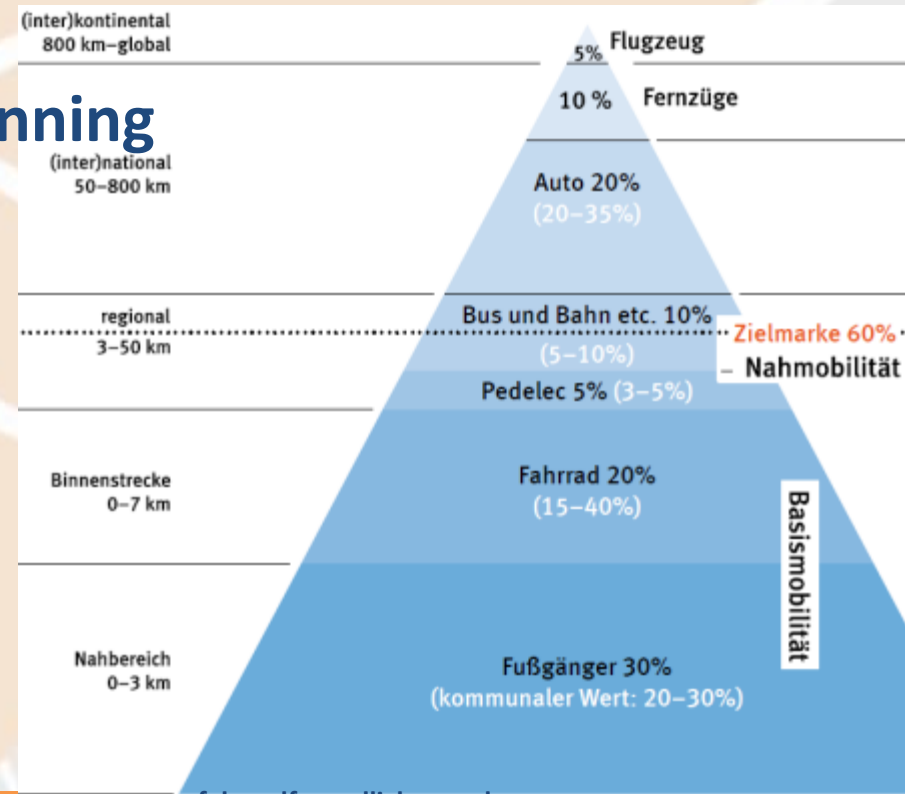 (inter)kontinental
800 km–global
5% Flugzeug
10 % Fernzüge
nning
(inter)national
50–800 km
Auto 20%
(20–35%)
regional
3–50 km
Bus und Bahn etc. 10%
(5–10%)
Zielmarke 60%
– Nahmobilität
Pedelec 5% (3–5%)
Binnenstrecke
0–7 km
Fahrrad 20%
(15–40%)
Basismobilität
Nahbereich
0–3 km
Fußgänger 30%
(kommunaler Wert: 20–30%)